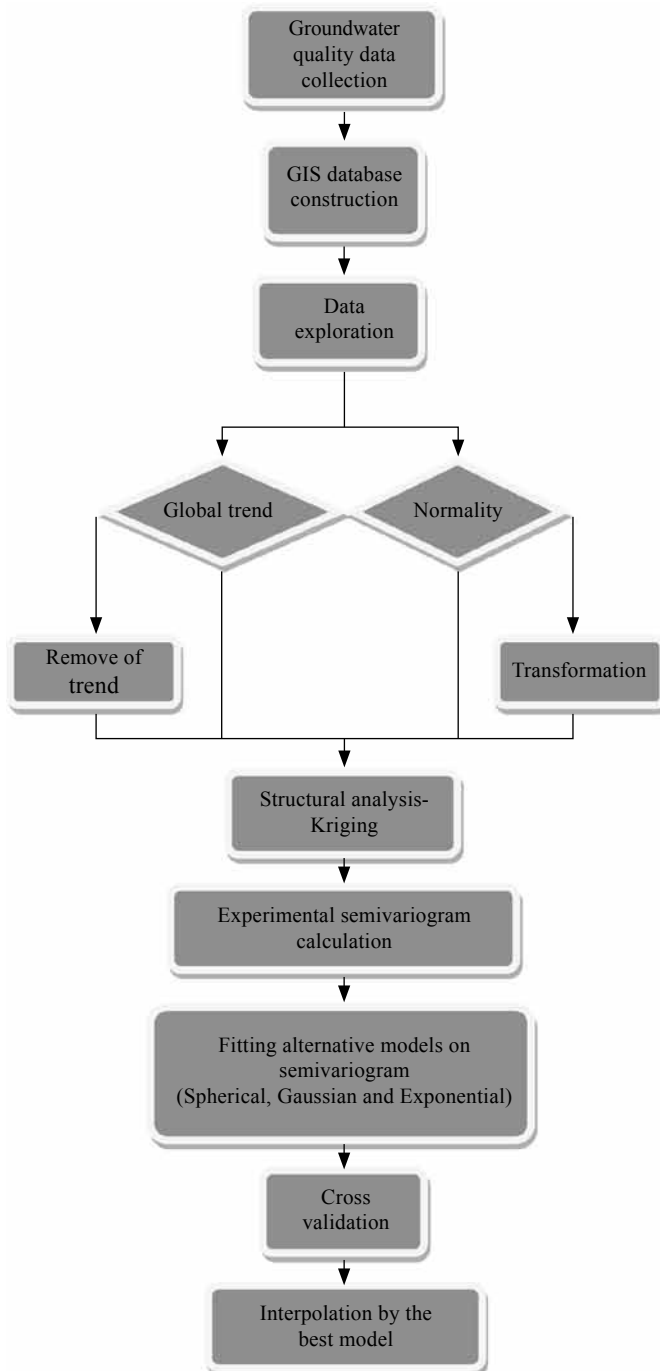 Groundwater
quality data
collection
GIS database
construction
Data
exploration
Global trend
Normality
Remove of
trend
Transformation
Structural analysis-
Kriging
Experimental semivariogram
calculation
Fitting alternative models on
semivariogram
(Spherical, Gaussian and Exponential)
Cross
validation
Interpolation by the
best model